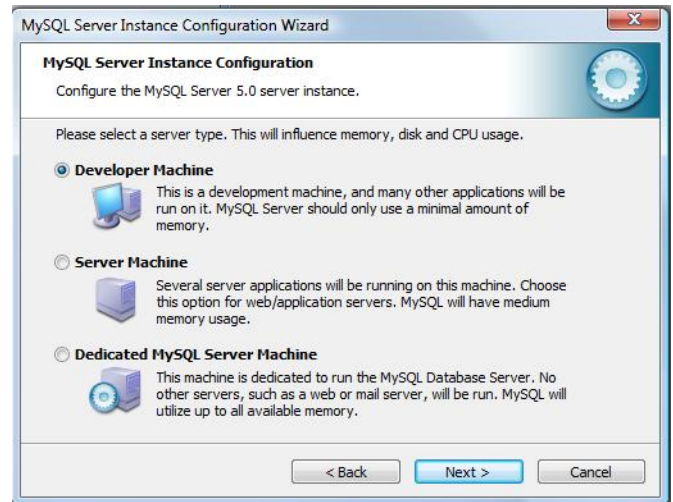 MySQL Server Instance Configuration Wizard
MySQL Server Instance Configuration
Configure the MySQL Server 5.0 server instance.
Please select a server type. This will influence memory, disk and CPU usage.
Developer Machine
This is a development machine, and many other applications will be
run on it. MySQL Server should only use a minimal amount of
memory.
Server Machine
Several server applications will be running on this machine. Choose
this option for web/application servers. MySQL will have medium
memory usage.
Dedicated MySQL Server Machine
This machine is dedicated to run the MySQL Database Server. No
other servers, such as a web or mail server, will be run. MySQL will
utilize up to all available memory.
< Back
Next >
Cancel